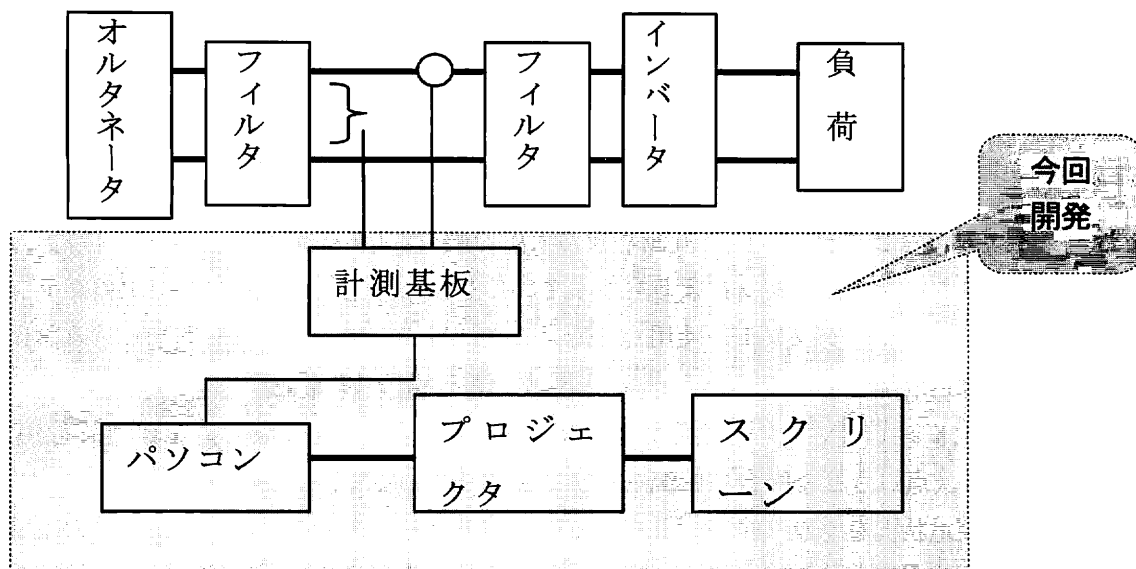 オルタネータ
フィルタ
フィルタ
インバータ
負荷
今回
開発
計測基板
パソコン
プロジェ
クタ
スクリ
ーン